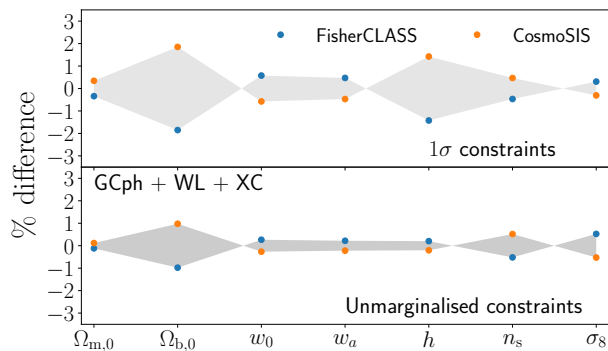 FisherCLASS CosmoSIS
3
2
1
0
−1
−2
−3
1σ constraints
% difference
GCph + WL + XC
3
2
1
0
−1
−2
−3
Unmarginalised constraints
Ωm,0 Ωb,0 w0 wa h ns σ8